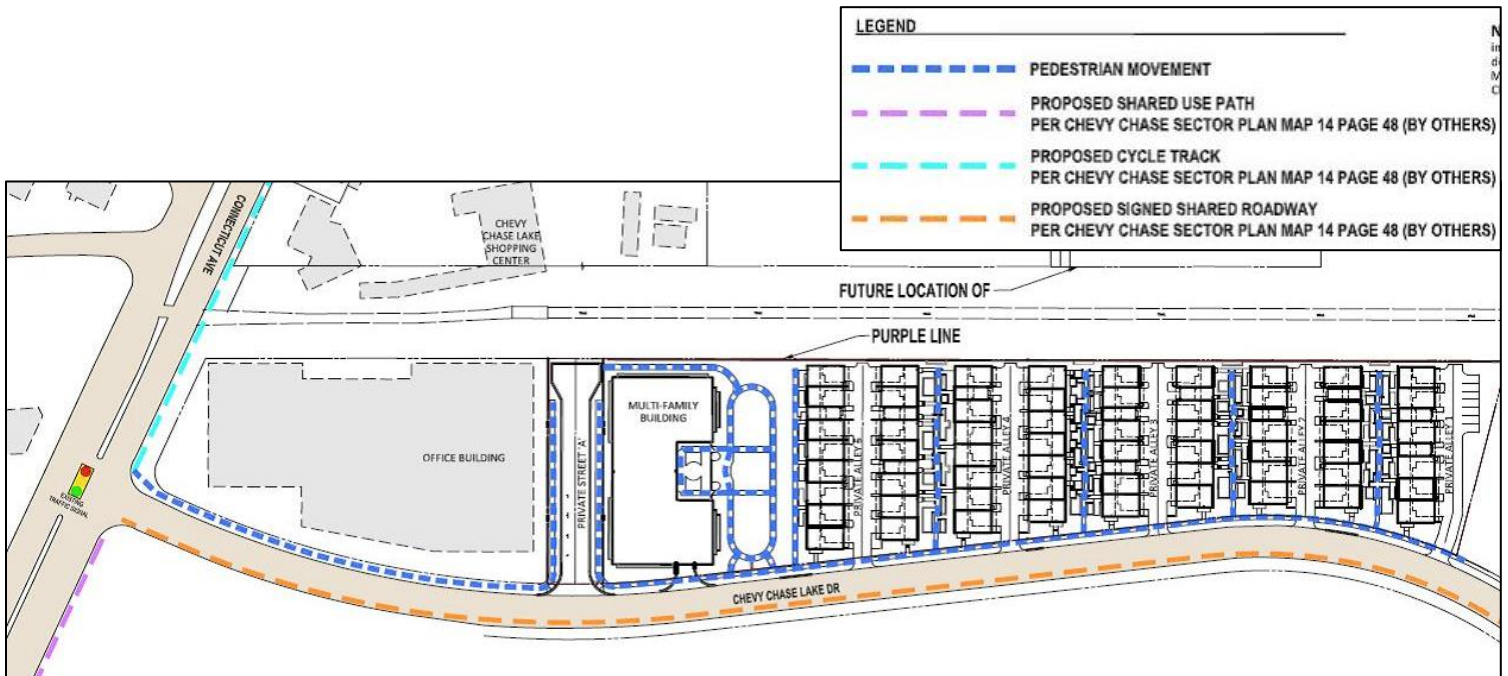 LEGEND
PEDESTRIAN MOVEMENT
PROPOSED SHARED USE PATH
PER CHEVY CHASE SECTOR PLAN MAP 14 PAGE 48 (BY OTHERS)
PROPOSED CYCLE TRACK
PER CHEVY CHASE SECTOR PLAN MAP 14 PAGE 48 (BY OTHERS)
PROPOSED SIGNED SHARED ROADWAY
PER CHEVY CHASE SECTOR PLAN MAP 14 PAGE 48 (BY OTHERS)
CONNECTICUT AVE
CHEVY
CHASE LAKE
SHOPPING
CENTER
FUTURE LOCATION OF
PURPLE LINE
OFFICE BUILDING
PRIVATE STREET 'A'
MULTI-FAMILY
BUILDING
PRIVATE ALLEY 5
PRIVATE ALLEY 4
PRIVATE ALLEY 3
PRIVATE ALLEY 2
PRIVATE ALLEY 1
EXISTING
TRAFFIC SIGNAL
CHEVY CHASE LAKE DR